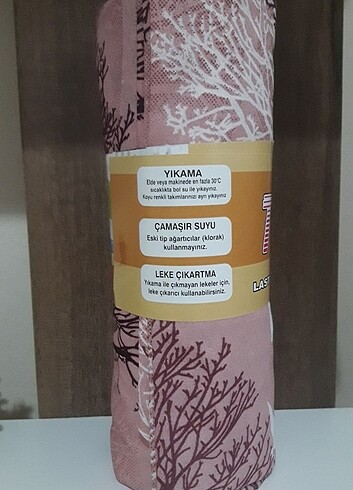 YIKAMA
Elde veya makinede en fazla 30°C
sıcaklıkta bol su ile yıkayınız.
Koyu renkli takımlarınızı ayrı yıkayınız
ÇAMAŞIR SUYU
Eski tip ağartıcılar (klorak)
kullanmayınız.
LEKE ÇIKARTMA
Yıkama ile çıkmayan lekeler için,
leke çıkarıcı kullanabilirsiniz.
LAS